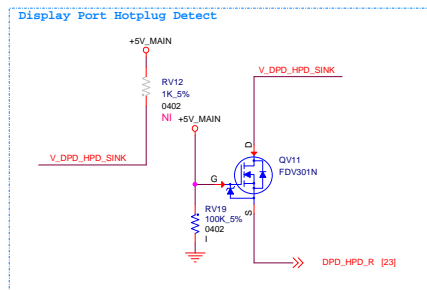 Display Port Hotplug Detect
+5V_MAIN
V_DPD_HPD_SINK
RV12
1K_5%
0402
NI
+5V_MAIN
V_DPD_HPD_SINK
D
QV11
FDV301N
G
S
RV19
100K_5%
0402
I
DPD_HPD_R [23]